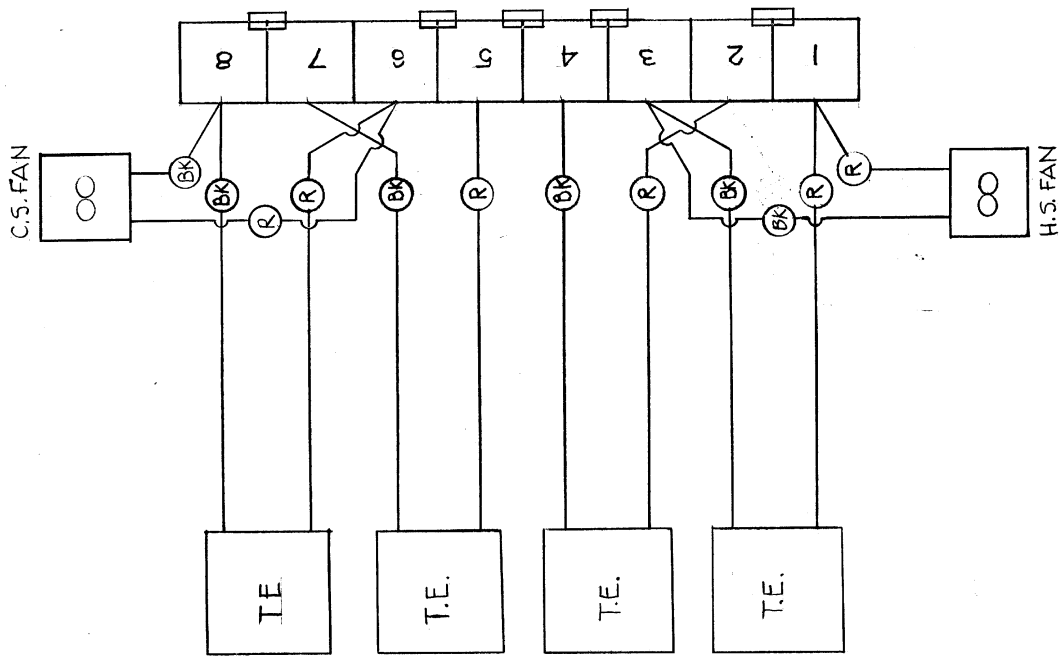 8 7 6 5 4 3 2 1
C.S. FAN
H.S. FAN
BK
R
BK
R
BK
R
BK
R
BK
R
BK
R
T.E
T.E.
T.E.
T.E.